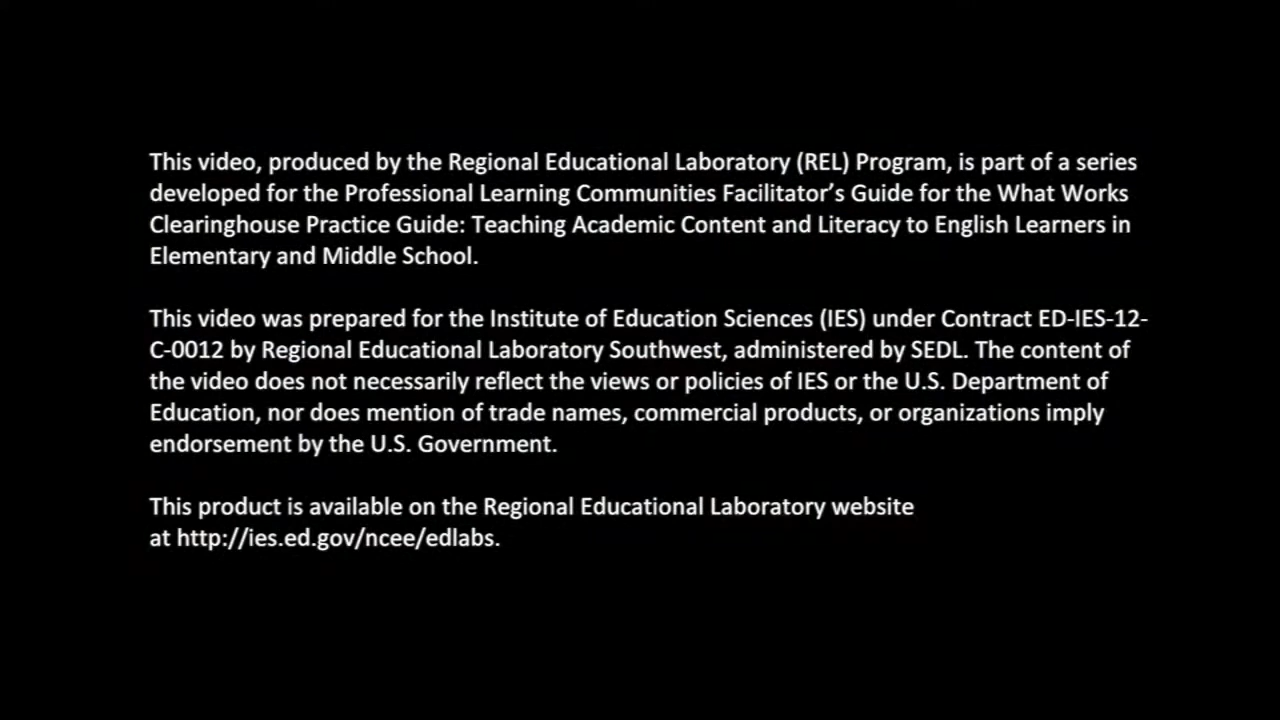 This video, produced by the Regional Educational Laboratory (REL) Program, is part of a series
developed for the Professional Learning Communities Facilitator’s Guide for the What Works
Clearinghouse Practice Guide: Teaching Academic Content and Literacy to English Learners in
Elementary and Middle School.
This video was prepared for the Institute of Education Sciences (IES) under Contract ED-IES-12-
C-0012 by Regional Educational Laboratory Southwest, administered by SEDL. The content of
the video does not necessarily reflect the views or policies of IES or the U.S. Department of
Education, nor does mention of trade names, commercial products, or organizations imply
endorsement by the U.S. Government.
This product is available on the Regional Educational Laboratory website
at http://ies.ed.gov/ncee/edlabs.